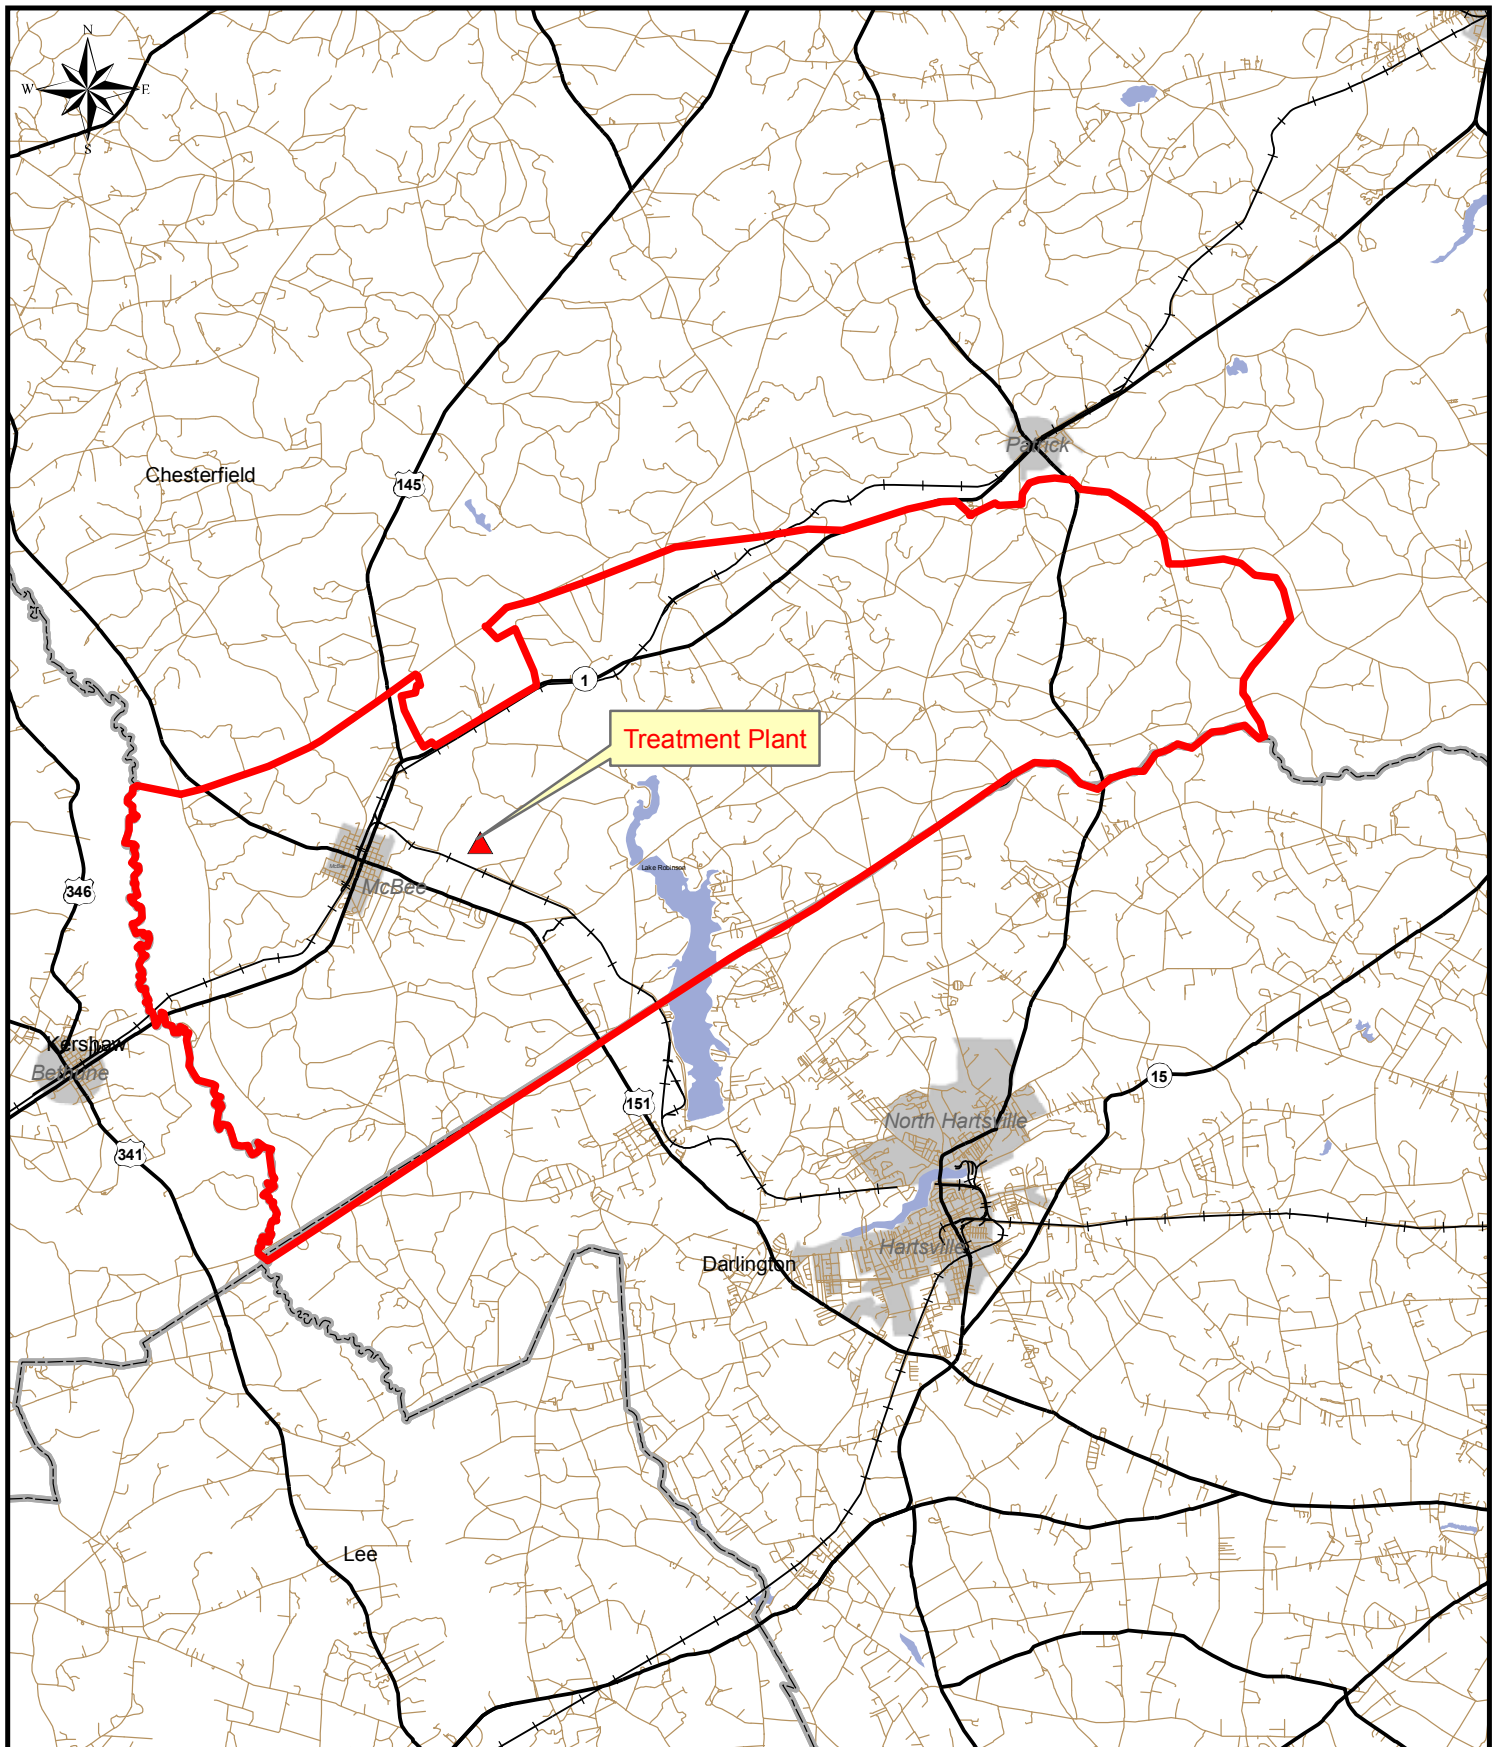 N
W
E
S
Patrick
Chesterfield
145
1
Treatment Plant
Lake Robinson
McBee
McBee
346
Kershaw
Bethune
15
151
North Hartsville
341
Hartsville
Darlington
Lee